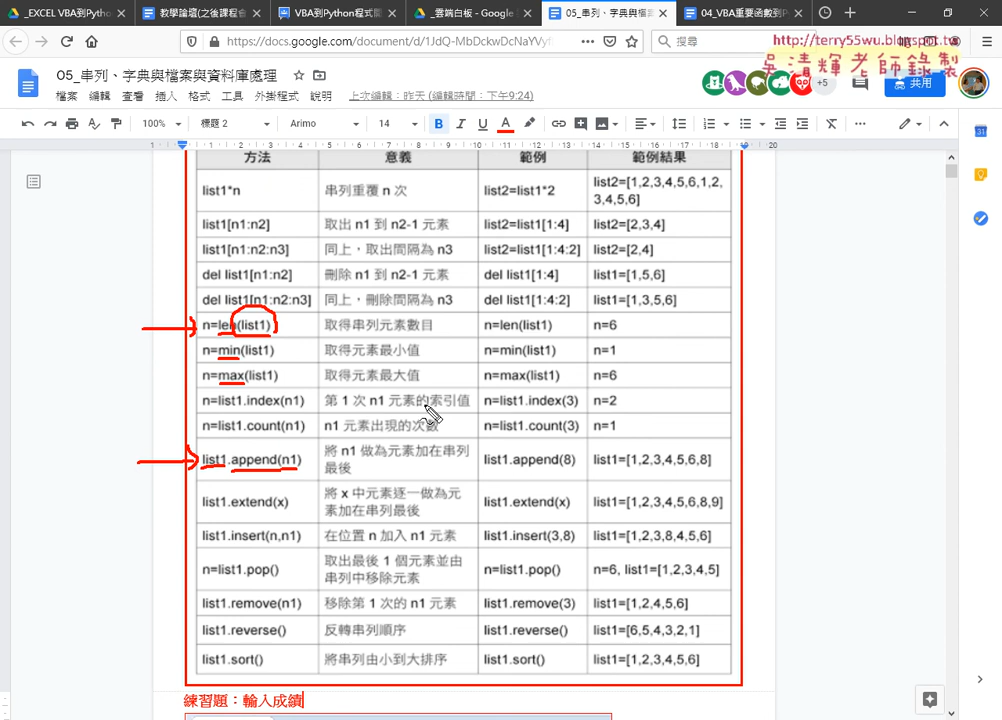 _EXCEL VBA到Pytho
教學論壇(之後課程會
VBA到Python程式開
_雲端白板 - Google
05_串列、字典與檔案與
04_VBA重要函數到P
https://docs.google.com/document/d/1JdQ-MbDckwDcNaYVyf
搜尋
http://terry55wu.blogspot.tw
吳清輝老師錄製
05_串列、字典與檔案與資料庫處理
+5
共用
檔案 編輯 查看 插入 格式 工具 外掛程式 說明 上次編輯：昨天 (編輯時間：下午9:24)
100% 標題 2 Arimo 14 B I U A
1 1 2 3 4 5 6 7 8 9 10 11 12 13 14 15 16 17 18 19 20
方法 意義 範例 範例結果
list1*n 串列重覆 n 次 list2=list1*2 list2=[1,2,3,4,5,6,1,2,
3,4,5,6]
list1[n1:n2] 取出 n1 到 n2-1 元素 list2=list1[1:4] list2=[2,3,4]
list1[n1:n2:n3] 同上，取出間隔為 n3 list2=list1[1:4:2] list2=[2,4]
del list1[n1:n2] 刪除 n1 到 n2-1 元素 del list1[1:4] list1=[1,5,6]
del list1[n1:n2:n3] 同上，刪除間隔為 n3 del list1[1:4:2] list1=[1,3,5,6]
n=len(list1) 取得串列元素數目 n=len(list1) n=6
n=min(list1) 取得元素最小值 n=min(list1) n=1
n=max(list1) 取得元素最大值 n=max(list1) n=6
n=list1.index(n1) 第 1 次 n1 元素的索引值 n=list1.index(3) n=2
n=list1.count(n1) n1 元素出現的次數 n=list1.count(3) n=1
list1.append(n1) 將 n1 做為元素加在串列
最後 list1.append(8) list1=[1,2,3,4,5,6,8]
list1.extend(x) 將 x 中元素逐一做為元
素加在串列最後 list1.extend(x) list1=[1,2,3,4,5,6,8,9]
list1.insert(n,n1) 在位置 n 加入 n1 元素 list1.insert(3,8) list1=[1,2,3,8,4,5,6]
n=list1.pop() 取出最後 1 個元素並由
串列中移除元素 n=list1.pop() n=6, list1=[1,2,3,4,5]
list1.remove(n1) 移除第 1 次的 n1 元素 list1.remove(3) list1=[1,2,4,5,6]
list1.reverse() 反轉串列順序 list1.reverse() list1=[6,5,4,3,2,1]
list1.sort() 將串列由小到大排序 list1.sort() list1=[1,2,3,4,5,6]
練習題：輸入成績